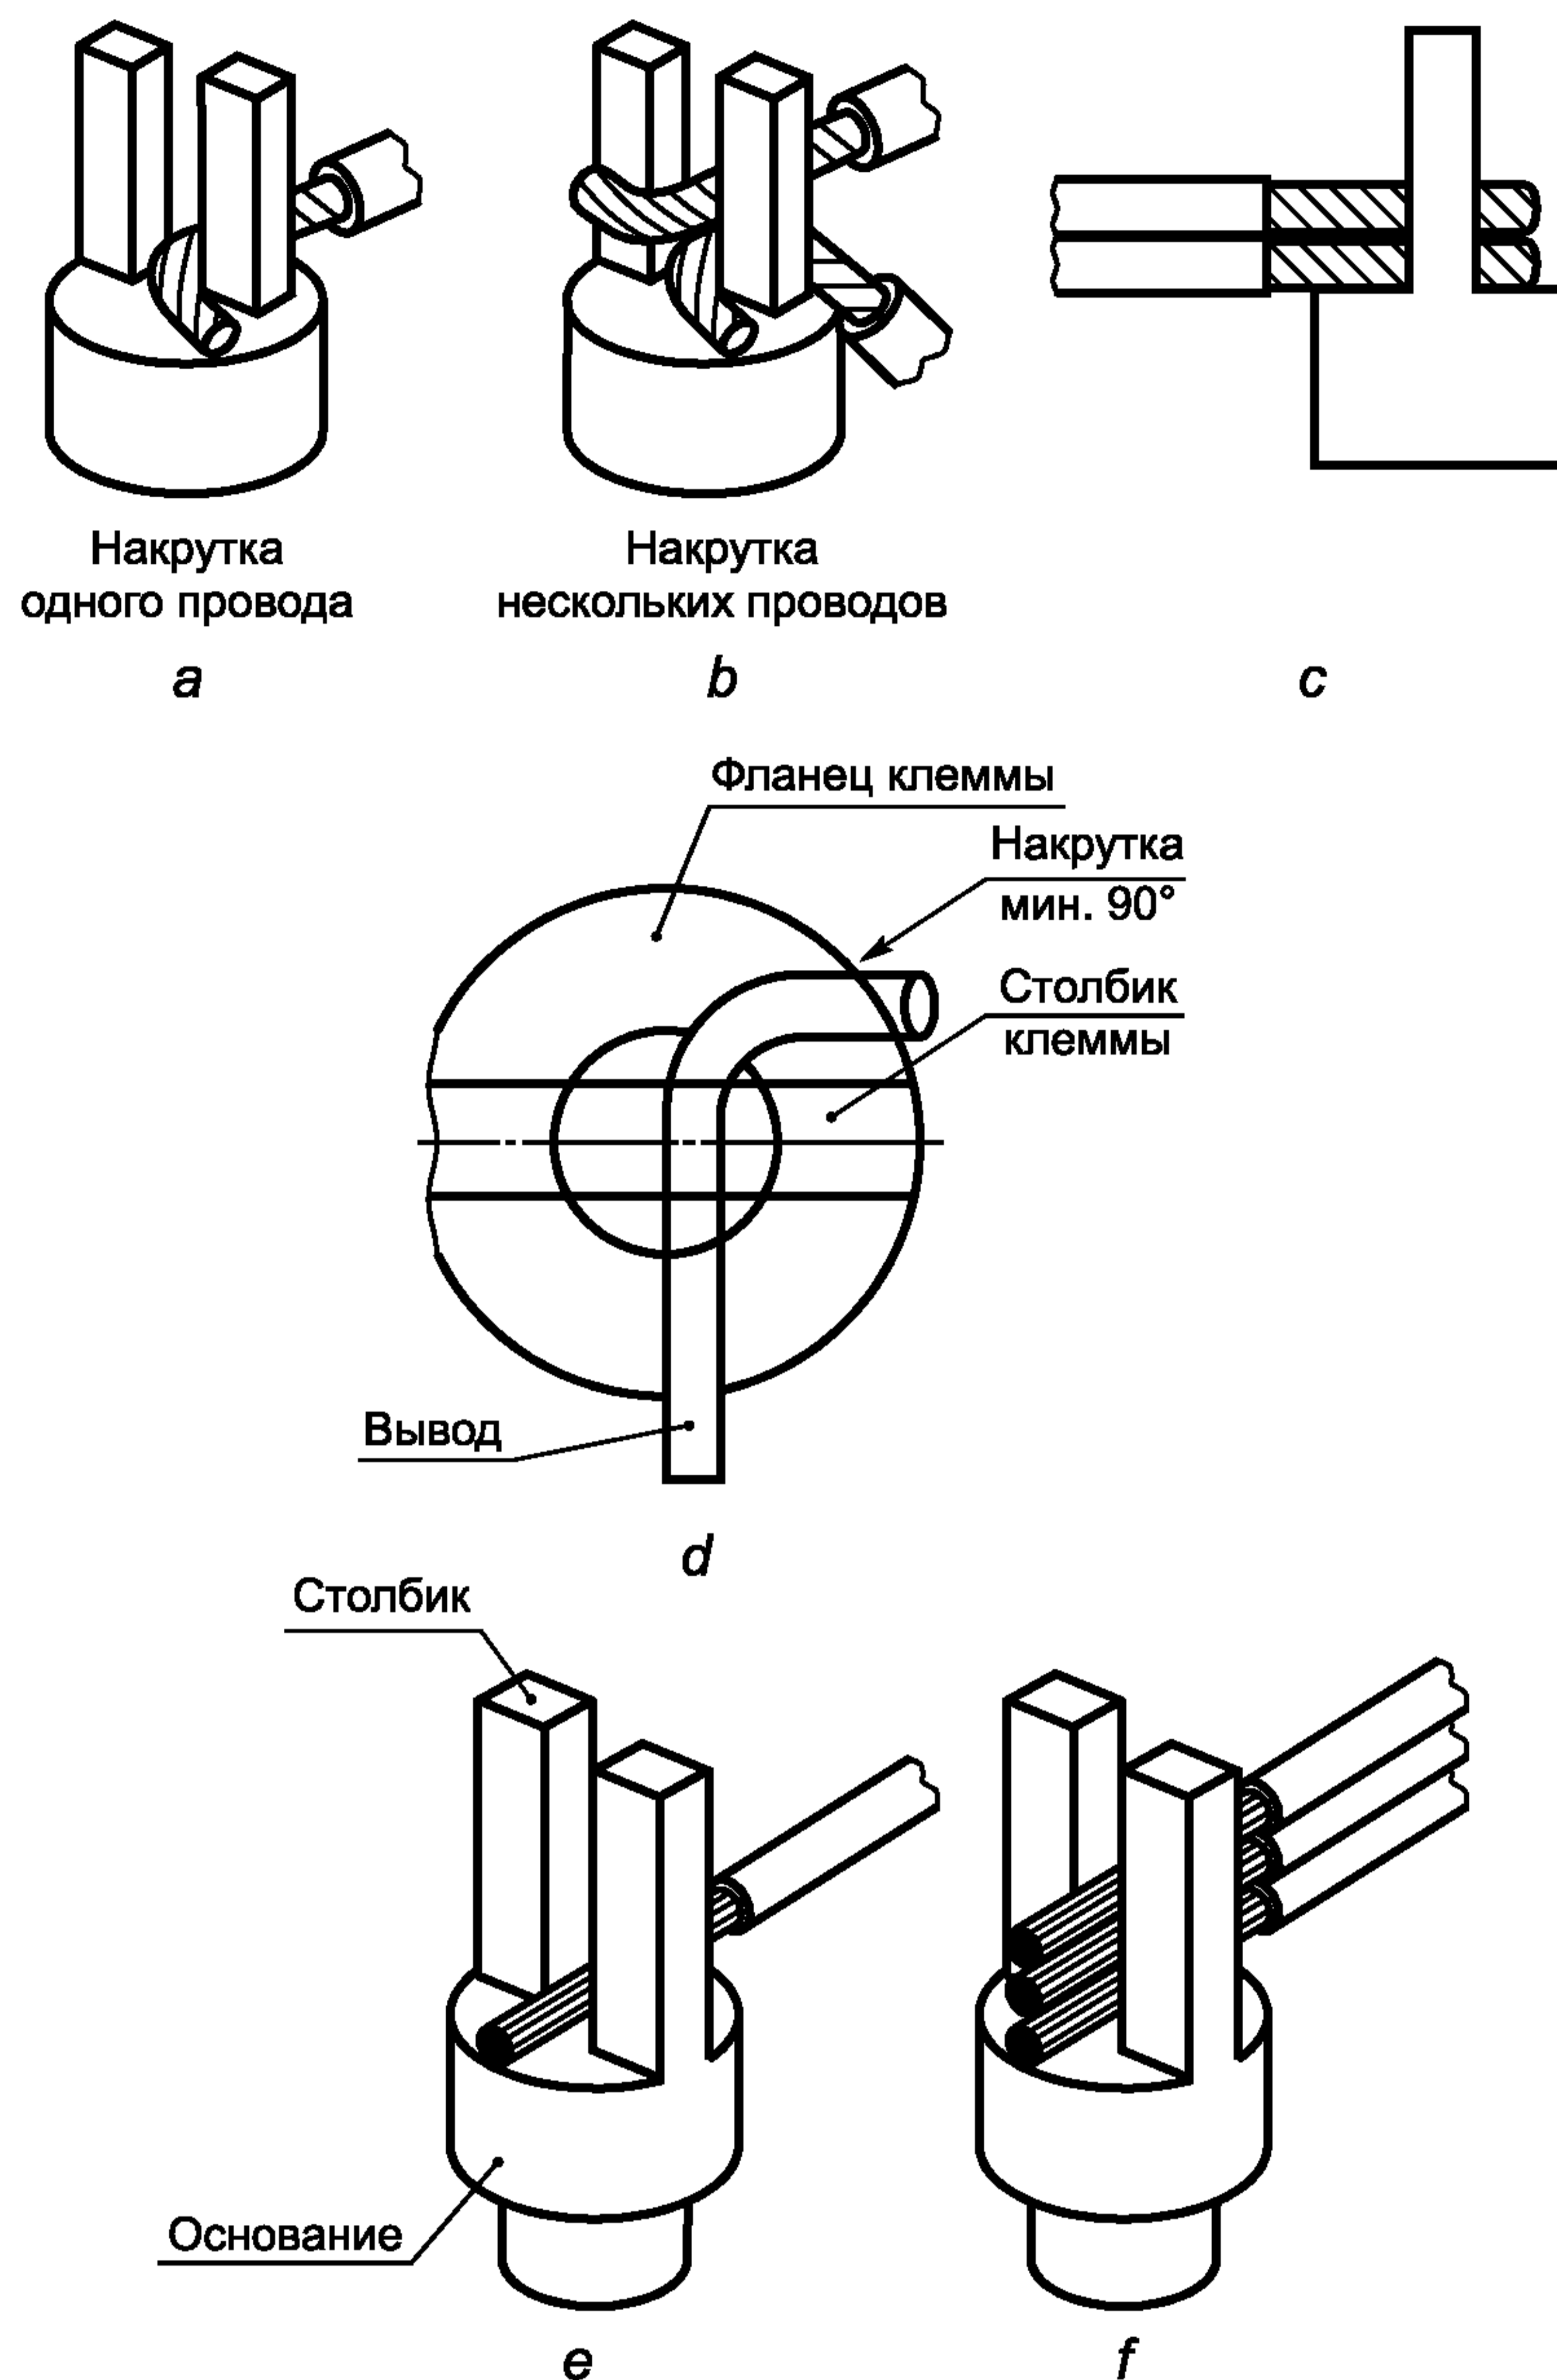 Накрутка
одного провода
a
Накрутка
нескольких проводов
b
c
Фланец клеммы
Накрутка
мин. 90°
Столбик
клеммы
Вывод
d
Столбик
Основание
e
f